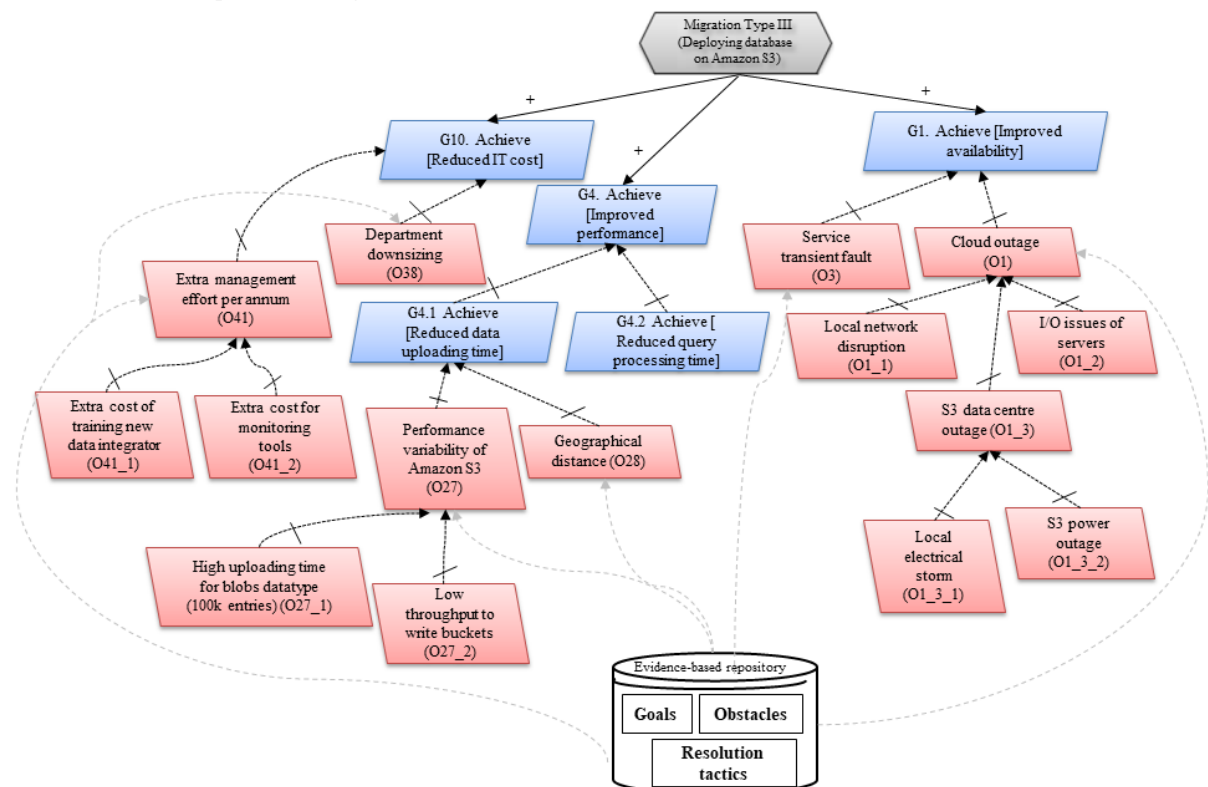 Migration Type III
(Deploying database
on Amazon S3)
+
+
+
G10. Achieve
[Reduced IT cost]
G1. Achieve [Improved
availability]
G4. Achieve
[Improved
performance]
Department
downsizing
(O38)
Service
transient fault
(O3)
Cloud outage
(O1)
Extra management
effort per annum
(O41)
G4.1 Achieve
[Reduced data
uploading time]
G4.2 Achieve [
Reduced query
processing time]
Local network
disruption
(O1_1)
I/O issues of
servers
(O1_2)
Extra cost of
training new
data integrator
(O41_1)
Extra cost for
monitoring
tools
(O41_2)
Performance
variability of
Amazon S3
(O27)
Geographical
distance (O28)
S3 data centre
outage (O1_3)
High uploading time
for blobs datatype
(100k entries) (O27_1)
Low
throughput to
write buckets
(O27_2)
Local
electrical
storm
(O1_3_1)
S3 power
outage
(O1_3_2)
Evidence-based repository
Goals
Obstacles
Resolution
tactics